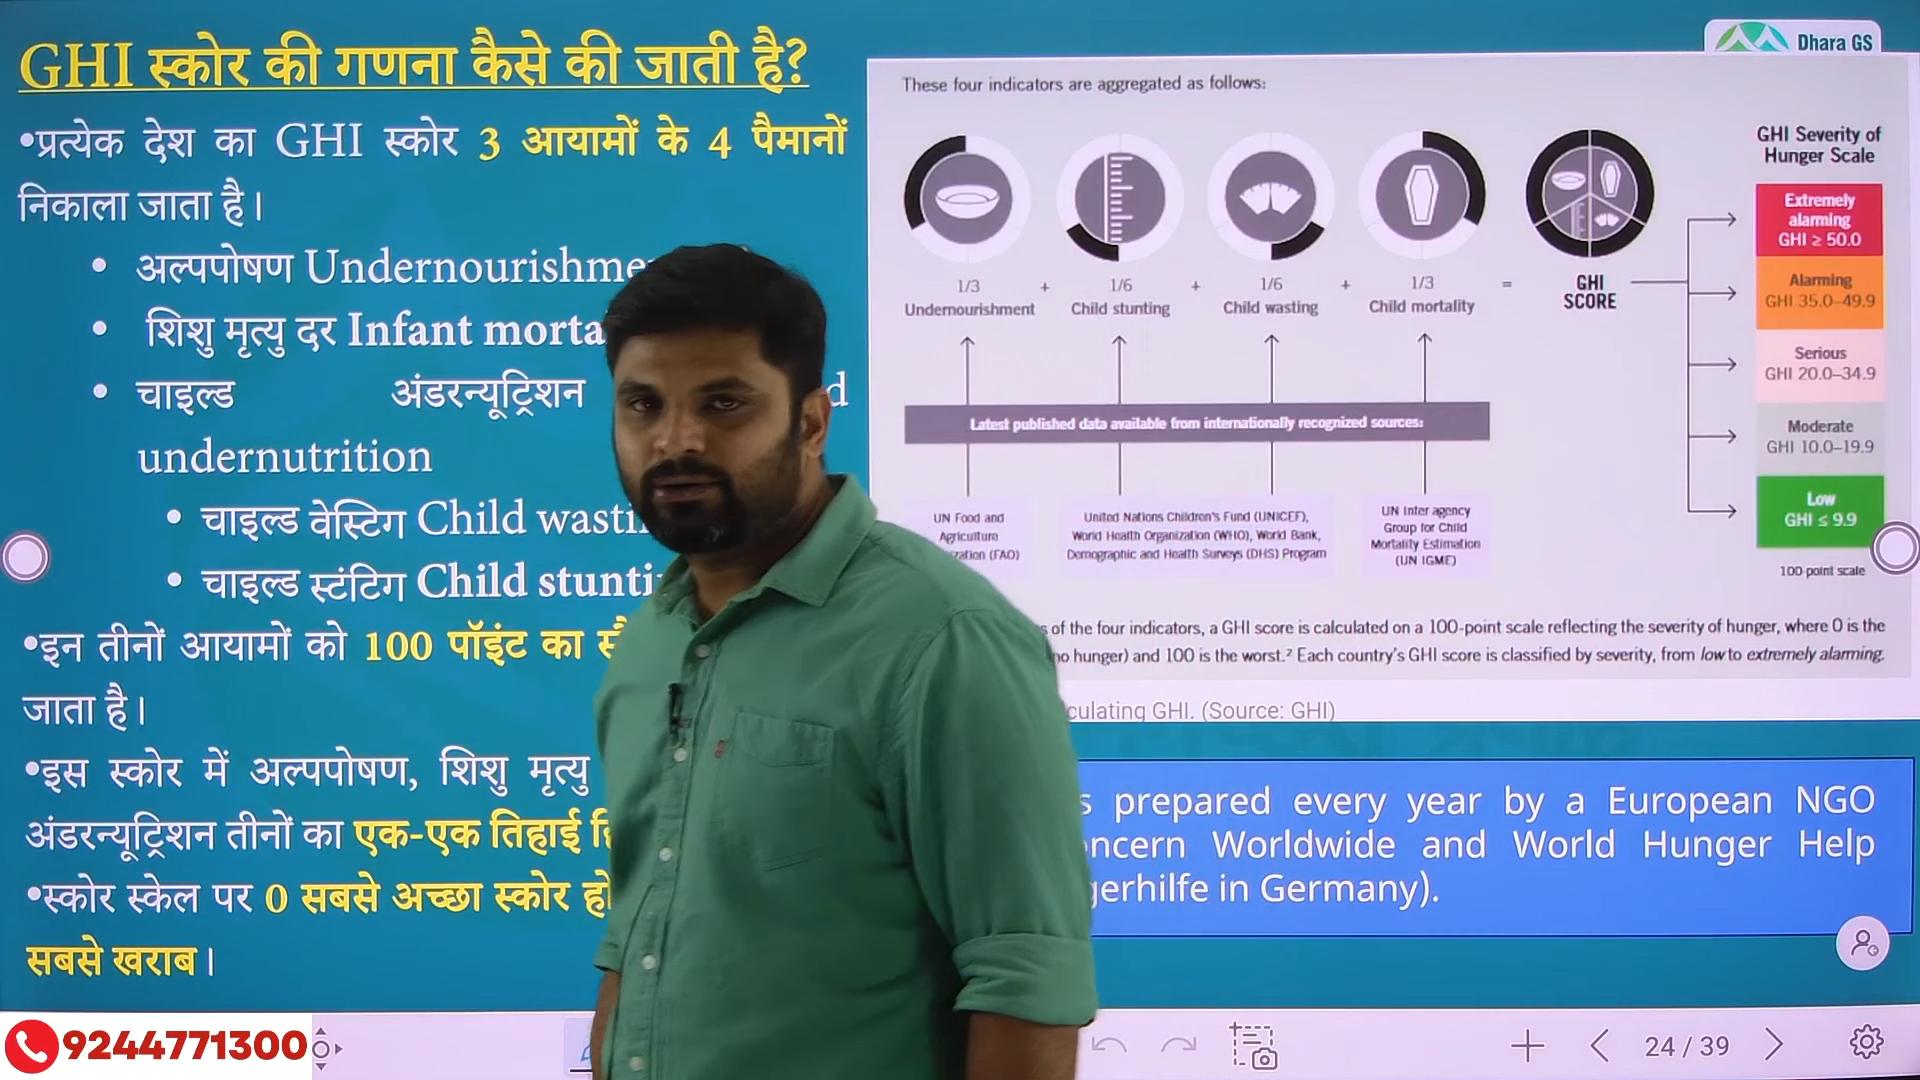 GHI स्कोर की गणना कैसे की जाती है?
•प्रत्येक देश का GHI स्कोर 3 आयामों के 4 पैमानों
निकाला जाता है।
• अल्पपोषण
• शिशु मृत्यु दर Infant
• चाइल्ड अंडरन्यूट्रिशन
undernutrition
• चाइल्ड वेस्टिग Child
• चाइल्ड स्टंटिग Child
•इन तीनों आयामों को 100 पॉइंट का
जाता है।
•इस स्कोर में अल्पपोषण, शिशु मृत्यु
अंडरन्यूट्रिशन तीनों का एक-एक तिहाई
•स्कोर स्केल पर 0 सबसे अच्छा स्कोर
सबसे खराब।
9244771300
Dhara GS
These four indicators are aggregated as follows:
1/3 + 1/6 + 1/6 + 1/3 = GHI
SCORE
Undernourishment Child stunting Child wasting Child mortality
Latest published data available from internationally recognized sources:
UN Food and
Agriculture
(FAO)
United Nations Children's Fund (UNICEF),
World Health Organization (WHO), World Bank,
Demographic and Health Surveys (DHS) Program
UN Inter agency
Group for Child
Mortality Estimation
(UN IGME)
GHI Severity of
Hunger Scale
Extremely
alarming
GHI ≥ 50.0
Alarming
GHI 35.0–49.9
Serious
GHI 20.0–34.9
Moderate
GHI 10.0–19.9
Low
GHI ≤ 9.9
100-point scale
of the four indicators, a GHI score is calculated on a 100-point scale reflecting the severity of hunger, where 0 is the
no hunger) and 100 is the worst.² Each country's GHI score is classified by severity, from low to extremely alarming.
GHI. (Source: GHI)
prepared every year by a European NGO
Worldwide and World Hunger Help
in Germany).
24 / 39